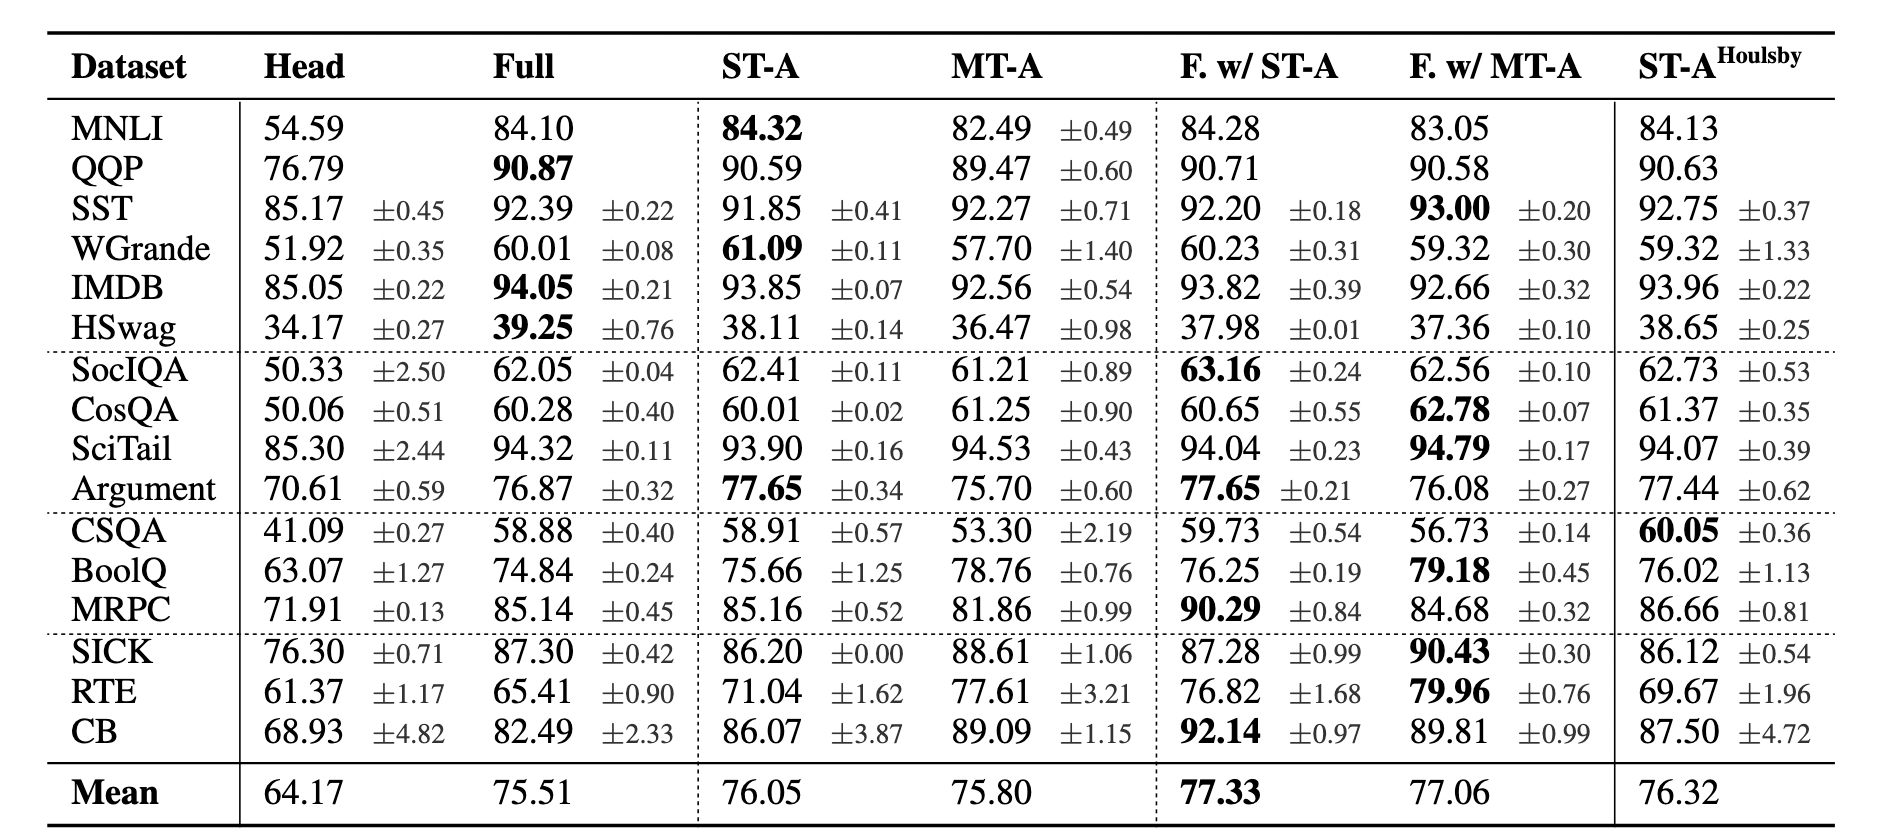 Dataset Head Full ST-A MT-A F. w/ ST-A F. w/ MT-A ST-A^Houlsby
MNLI 54.59 84.10 84.32 82.49 ±0.49 84.28 83.05 84.13
QQP 76.79 90.87 90.59 89.47 ±0.60 90.71 90.58 90.63
SST 85.17 ±0.45 92.39 ±0.22 91.85 ±0.41 92.27 ±0.71 92.20 ±0.18 93.00 ±0.20 92.75 ±0.37
WGrande 51.92 ±0.35 60.01 ±0.08 61.09 ±0.11 57.70 ±1.40 60.23 ±0.31 59.32 ±0.30 59.32 ±1.33
IMDB 85.05 ±0.22 94.05 ±0.21 93.85 ±0.07 92.56 ±0.54 93.82 ±0.39 92.66 ±0.32 93.96 ±0.22
HSwag 34.17 ±0.27 39.25 ±0.76 38.11 ±0.14 36.47 ±0.98 37.98 ±0.01 37.36 ±0.10 38.65 ±0.25
SocIQA 50.33 ±2.50 62.05 ±0.04 62.41 ±0.11 61.21 ±0.89 63.16 ±0.24 62.56 ±0.10 62.73 ±0.53
CosQA 50.06 ±0.51 60.28 ±0.40 60.01 ±0.02 61.25 ±0.90 60.65 ±0.55 62.78 ±0.07 61.37 ±0.35
SciTail 85.30 ±2.44 94.32 ±0.11 93.90 ±0.16 94.53 ±0.43 94.04 ±0.23 94.79 ±0.17 94.07 ±0.39
Argument 70.61 ±0.59 76.87 ±0.32 77.65 ±0.34 75.70 ±0.60 77.65 ±0.21 76.08 ±0.27 77.44 ±0.62
CSQA 41.09 ±0.27 58.88 ±0.40 58.91 ±0.57 53.30 ±2.19 59.73 ±0.54 56.73 ±0.14 60.05 ±0.36
BoolQ 63.07 ±1.27 74.84 ±0.24 75.66 ±1.25 78.76 ±0.76 76.25 ±0.19 79.18 ±0.45 76.02 ±1.13
MRPC 71.91 ±0.13 85.14 ±0.45 85.16 ±0.52 81.86 ±0.99 90.29 ±0.84 84.68 ±0.32 86.66 ±0.81
SICK 76.30 ±0.71 87.30 ±0.42 86.20 ±0.00 88.61 ±1.06 87.28 ±0.99 90.43 ±0.30 86.12 ±0.54
RTE 61.37 ±1.17 65.41 ±0.90 71.04 ±1.62 77.61 ±3.21 76.82 ±1.68 79.96 ±0.76 69.67 ±1.96
CB 68.93 ±4.82 82.49 ±2.33 86.07 ±3.87 89.09 ±1.15 92.14 ±0.97 89.81 ±0.99 87.50 ±4.72
Mean 64.17 75.51 76.05 75.80 77.33 77.06 76.32